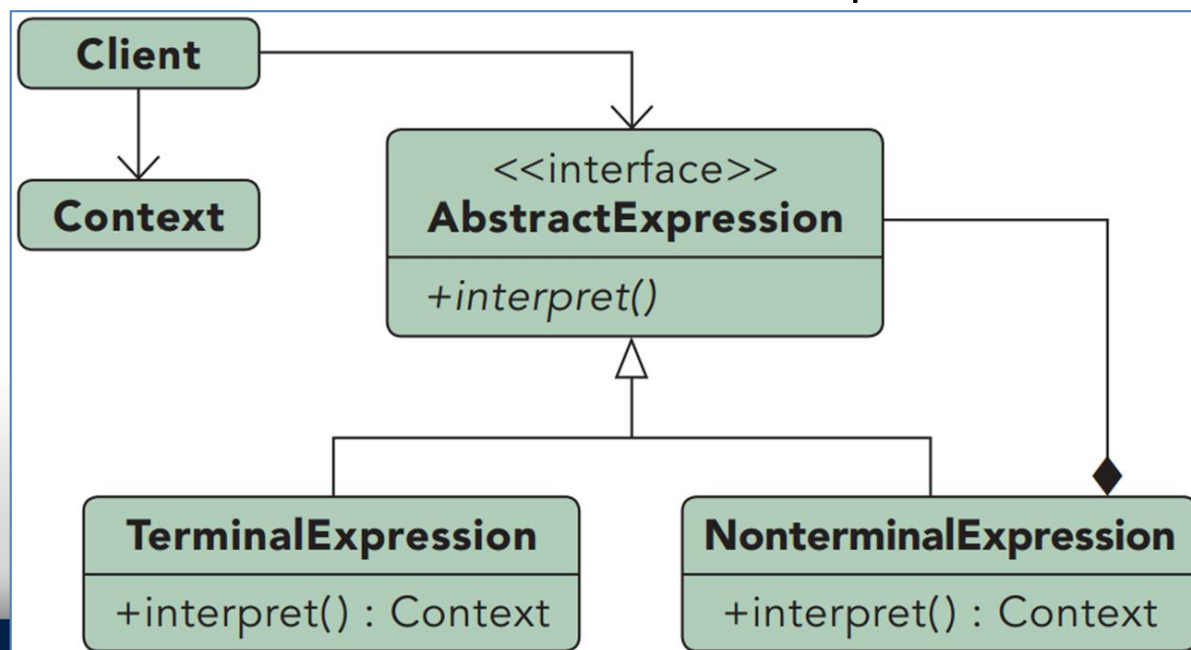 Client
Context
<<interface>>
AbstractExpression
+interpret()
TerminalExpression
+interpret() : Context
NonterminalExpression
+interpret() : Context